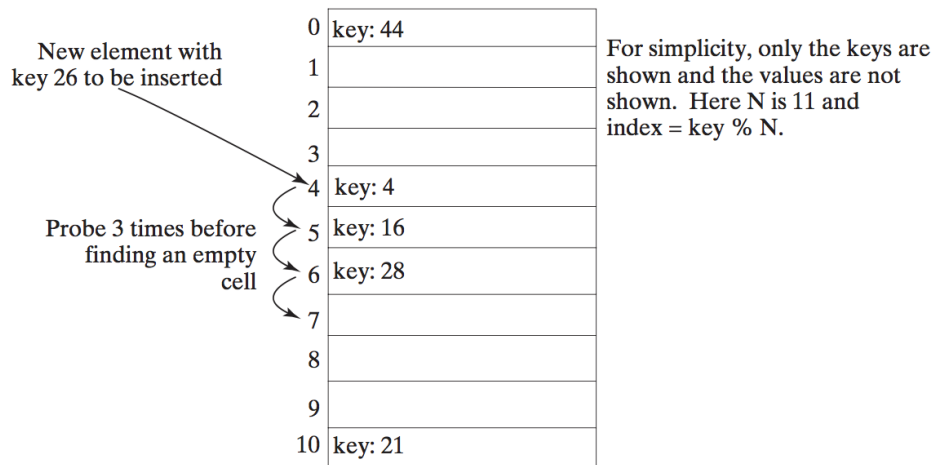 New element with
key 26 to be inserted
Probe 3 times before
finding an empty
cell
0 key: 44
1
2
3
4 key: 4
5 key: 16
6 key: 28
7
8
9
10 key: 21
For simplicity, only the keys are
shown and the values are not
shown. Here N is 11 and
index = key % N.